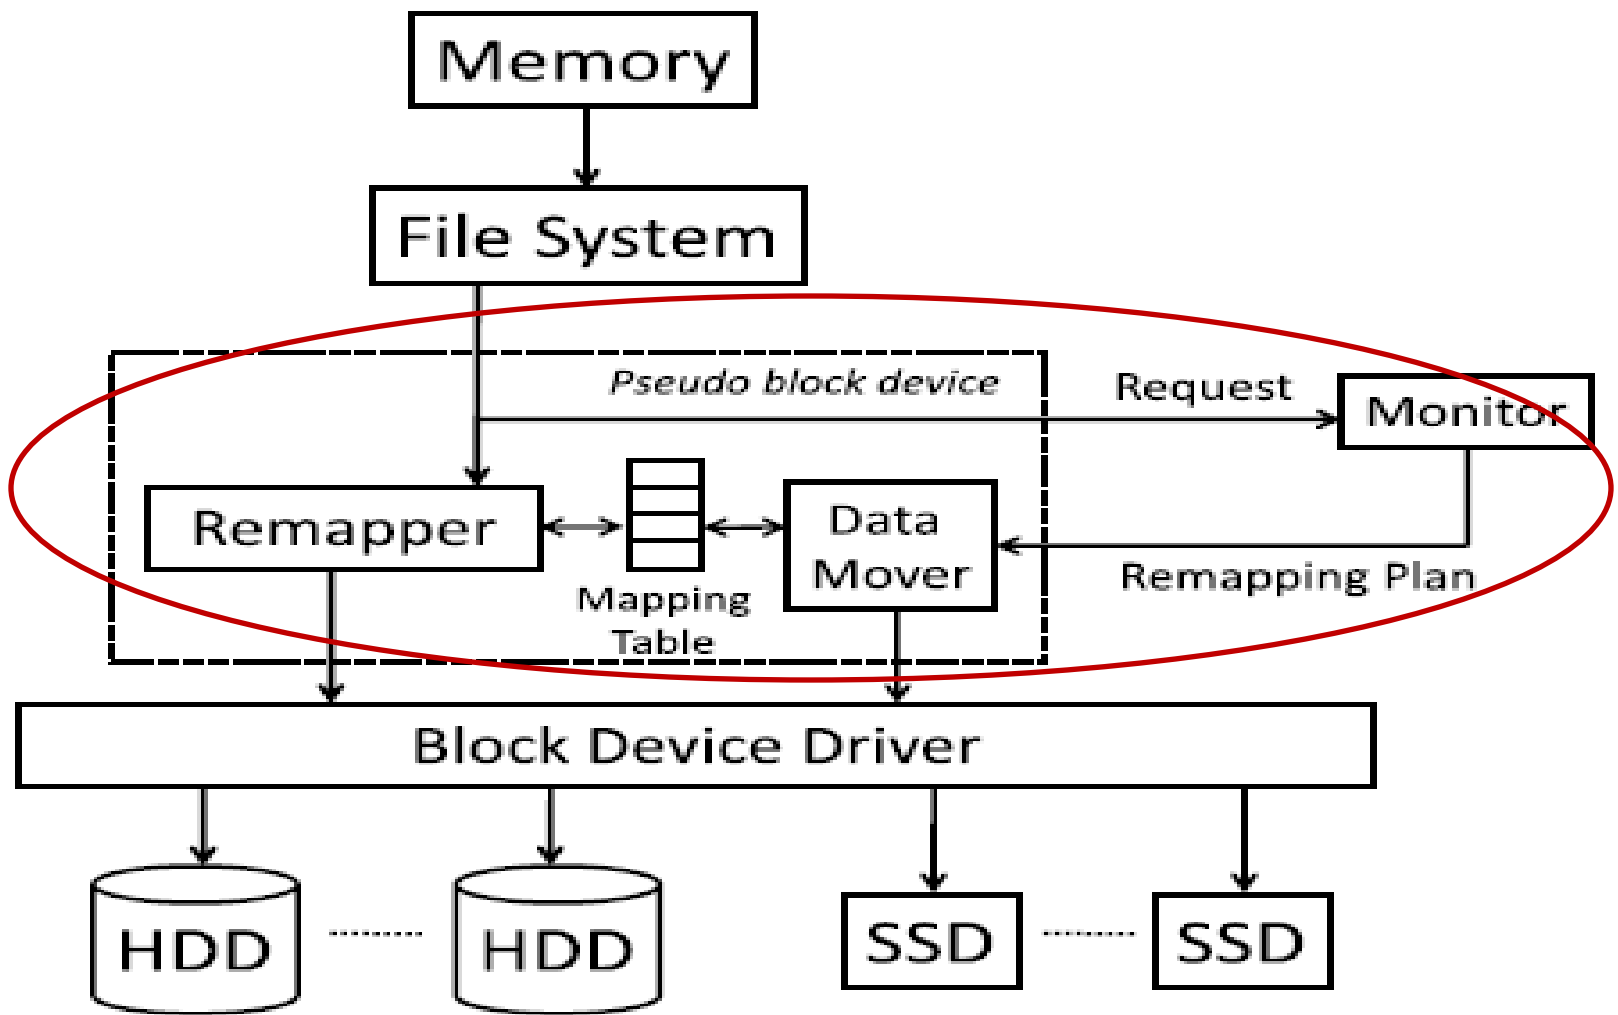 Memory
File System
Pseudo block device
Request
Monitor
Remapper
Data
Mover
Mapping
Table
Remapping Plan
Block Device Driver
HDD
HDD
SSD
SSD